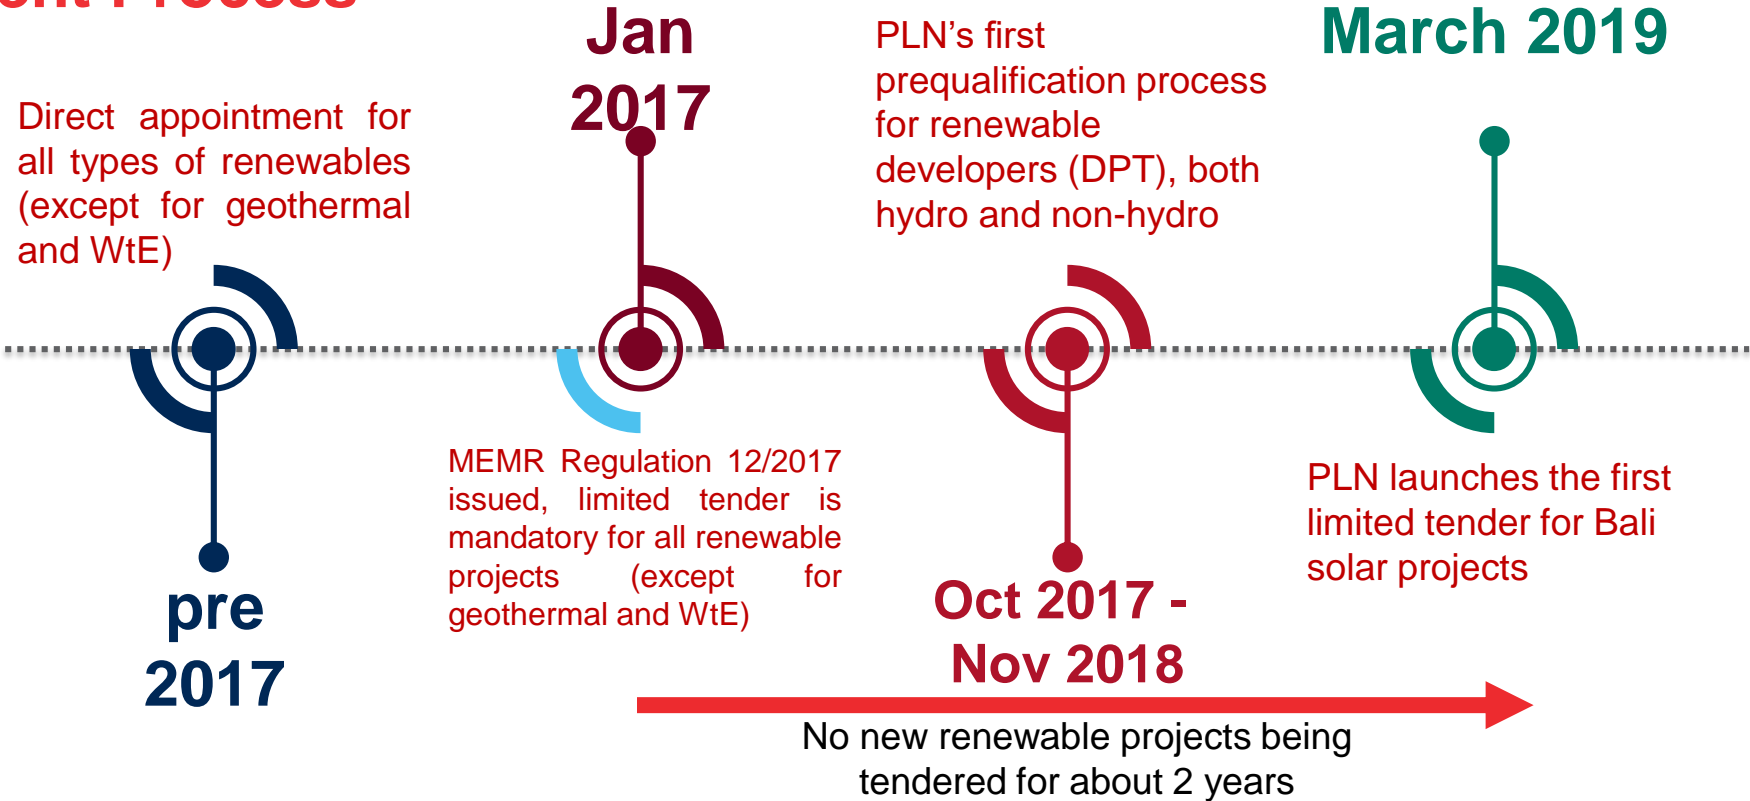 Process
Direct appointment for
all types of renewables
(except for geothermal
and WtE)
pre
2017
Jan
2017
MEMR Regulation 12/2017
issued, limited tender is
mandatory for all renewable
projects (except for
geothermal and WtE)
PLN’s first
prequalification process
for renewable
developers (DPT), both
hydro and non-hydro
Oct 2017 -
Nov 2018
March 2019
PLN launches the first
limited tender for Bali
solar projects
No new renewable projects being
tendered for about 2 years